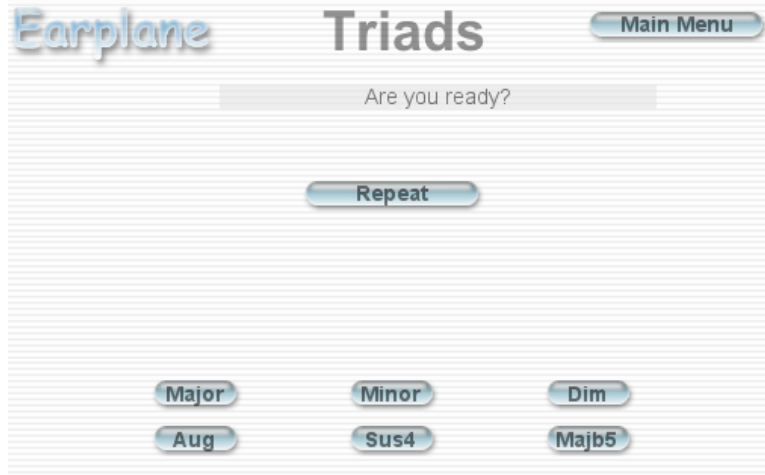 Earplane Triads Main Menu
Are you ready?
Repeat
Major Minor Dim
Aug Sus4 Majb5